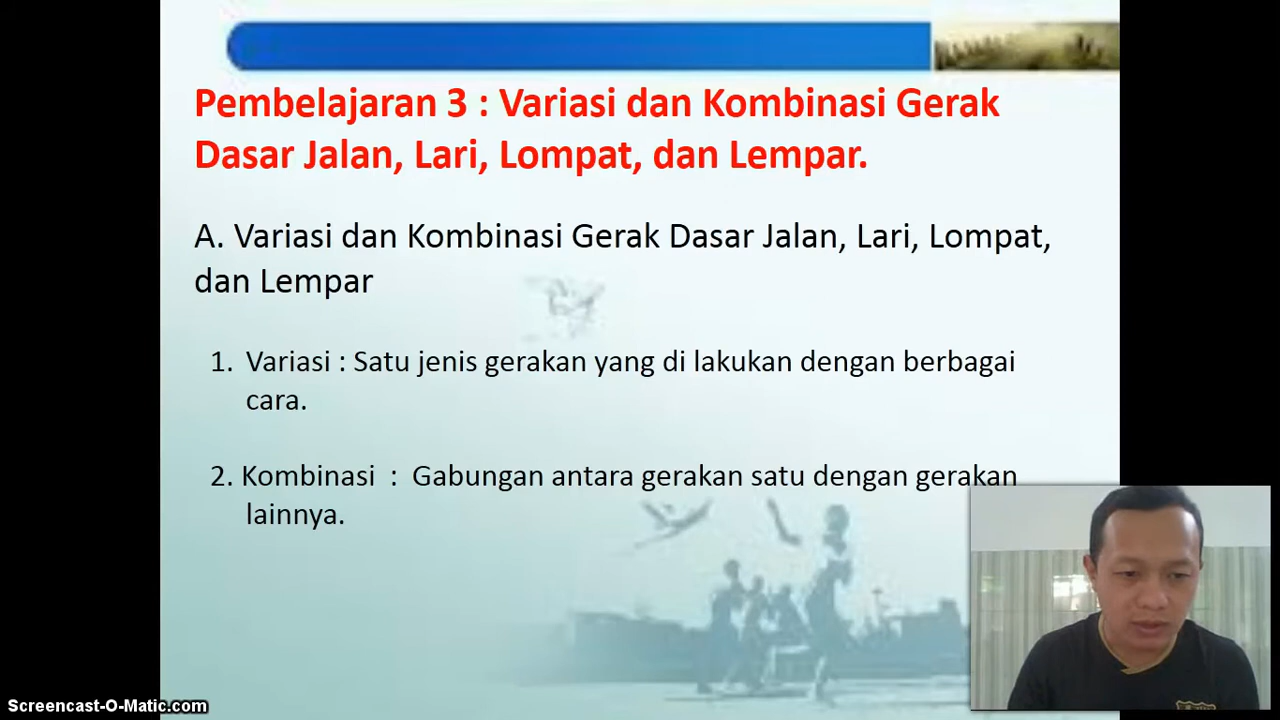 Pembelajaran 3 : Variasi dan Kombinasi Gerak
Dasar Jalan, Lari, Lompat, dan Lempar.
A. Variasi dan Kombinasi Gerak Dasar Jalan, Lari, Lompat,
dan Lempar
1. Variasi : Satu jenis gerakan yang di lakukan dengan berbagai
cara.
2. Kombinasi : Gabungan antara gerakan satu dengan gerakan
lainnya.
Screencast-O-Matic.com